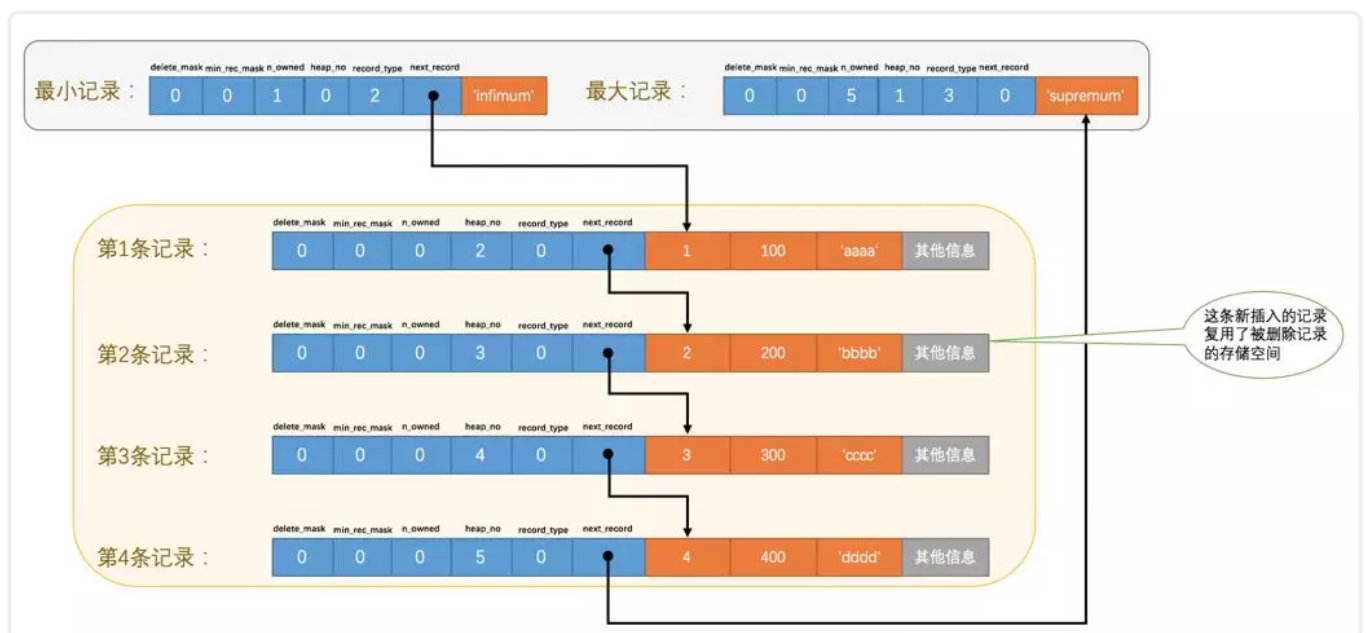 delete_mask min_rec_mask n_owned heap_no record_type next_record
最小记录： 0 0 1 0 2 'infimum'
delete_mask min_rec_mask n_owned heap_no record_type next_record
最大记录： 0 0 5 1 3 0 'supremum'
delete_mask min_rec_mask n_owned heap_no record_type next_record
第1条记录： 0 0 0 2 0 1 100 'aaaa' 其他信息
delete_mask min_rec_mask n_owned heap_no record_type next_record
第2条记录： 0 0 0 3 0 2 200 'bbbb' 其他信息
这条新插入的记录
复用了被删除记录
的存储空间
delete_mask min_rec_mask n_owned heap_no record_type next_record
第3条记录： 0 0 0 4 0 3 300 'cccc' 其他信息
delete_mask min_rec_mask n_owned heap_no record_type next_record
第4条记录： 0 0 0 5 0 4 400 'dddd' 其他信息